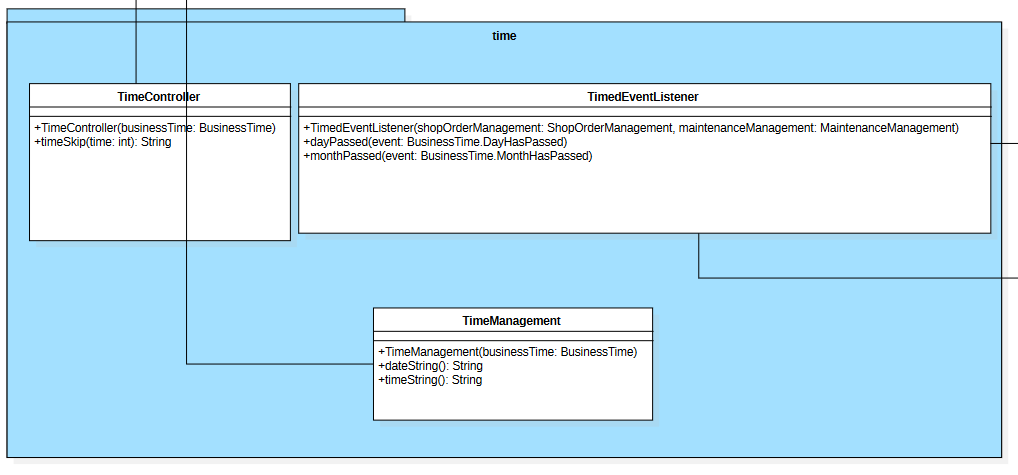 time
TimeController
+TimeController(businessTime: BusinessTime)
+timeSkip(time: int): String
TimedEventListener
+TimedEventListener(shopOrderManagement: ShopOrderManagement, maintenanceManagement: MaintenanceManagement)
+dayPassed(event: BusinessTime.DayHasPassed)
+monthPassed(event: BusinessTime.MonthHasPassed)
TimeManagement
+TimeManagement(businessTime: BusinessTime)
+dateString(): String
+timeString(): String